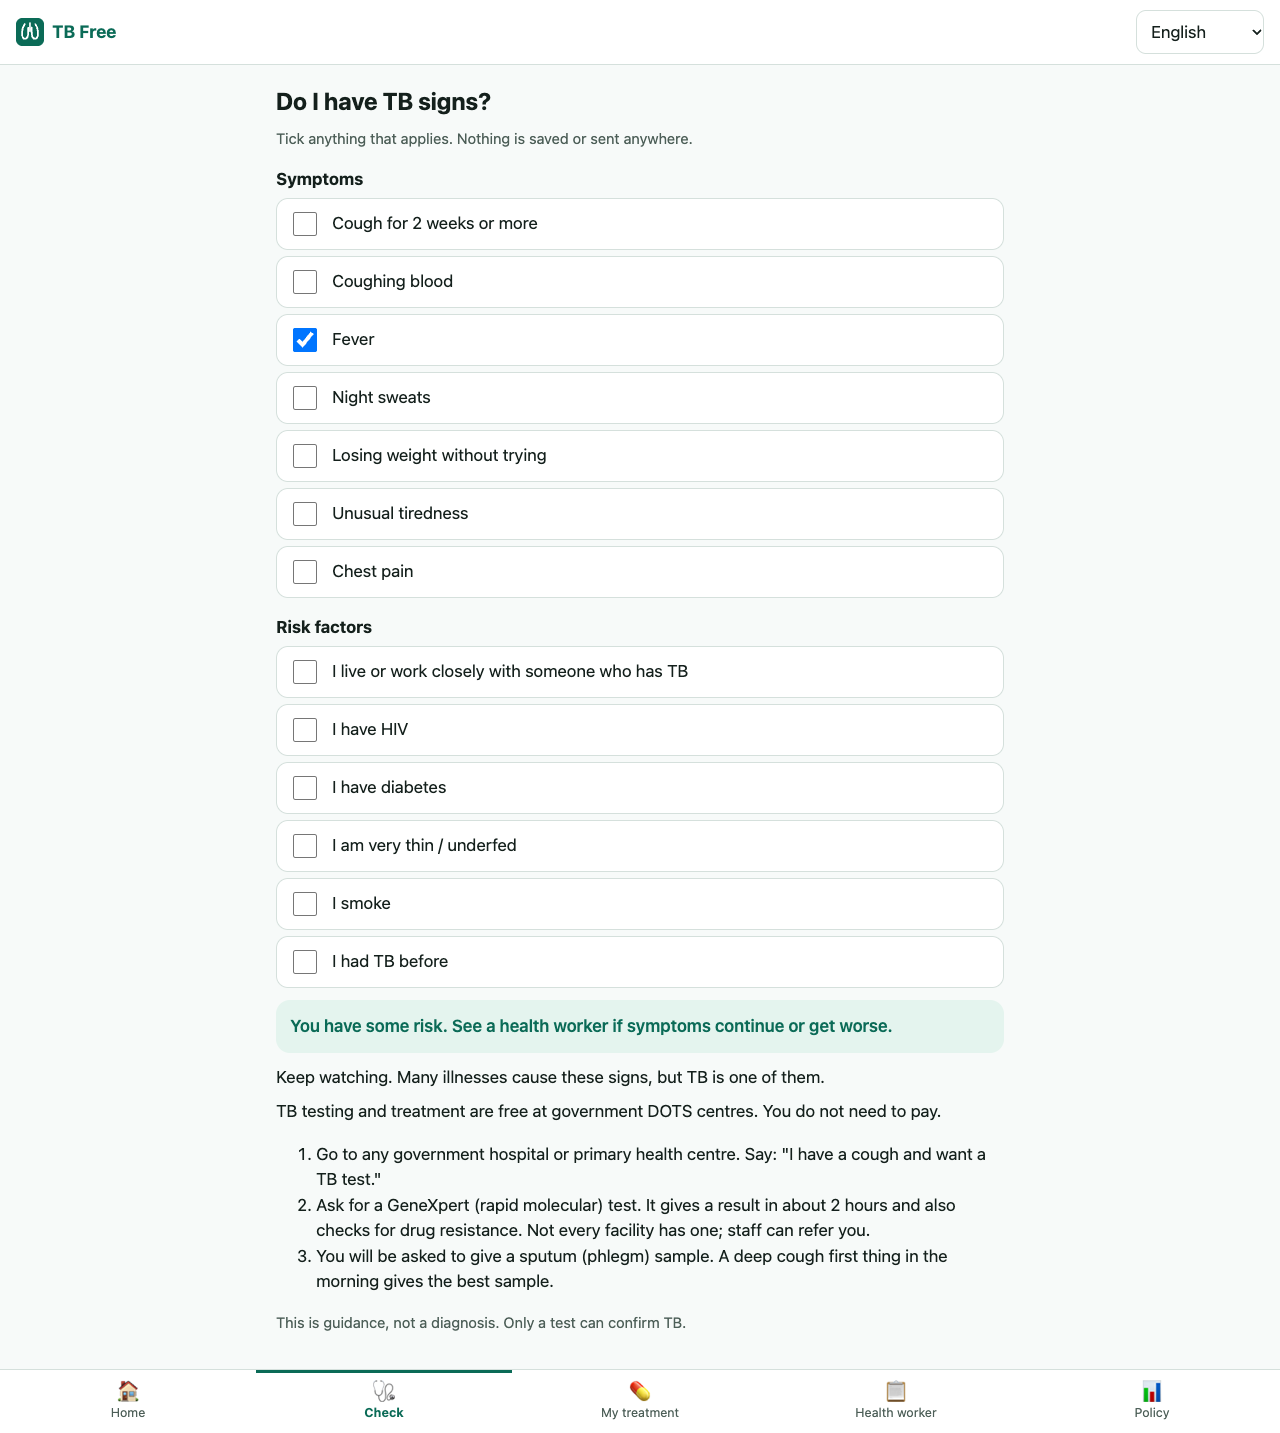 TB Free
English
Do I have TB signs?
Tick anything that applies. Nothing is saved or sent anywhere.
Symptoms
Cough for 2 weeks or more
Coughing blood
Fever
Night sweats
Losing weight without trying
Unusual tiredness
Chest pain
Risk factors
I live or work closely with someone who has TB
I have HIV
I have diabetes
I am very thin / underfed
I smoke
I had TB before
You have some risk. See a health worker if symptoms continue or get worse.
Keep watching. Many illnesses cause these signs, but TB is one of them.
TB testing and treatment are free at government DOTS centres. You do not need to pay.
1. Go to any government hospital or primary health centre. Say: "I have a cough and want a
TB test."
2. Ask for a GeneXpert (rapid molecular) test. It gives a result in about 2 hours and also
checks for drug resistance. Not every facility has one; staff can refer you.
3. You will be asked to give a sputum (phlegm) sample. A deep cough first thing in the
morning gives the best sample.
This is guidance, not a diagnosis. Only a test can confirm TB.
Home
Check
My treatment
Health worker
Policy